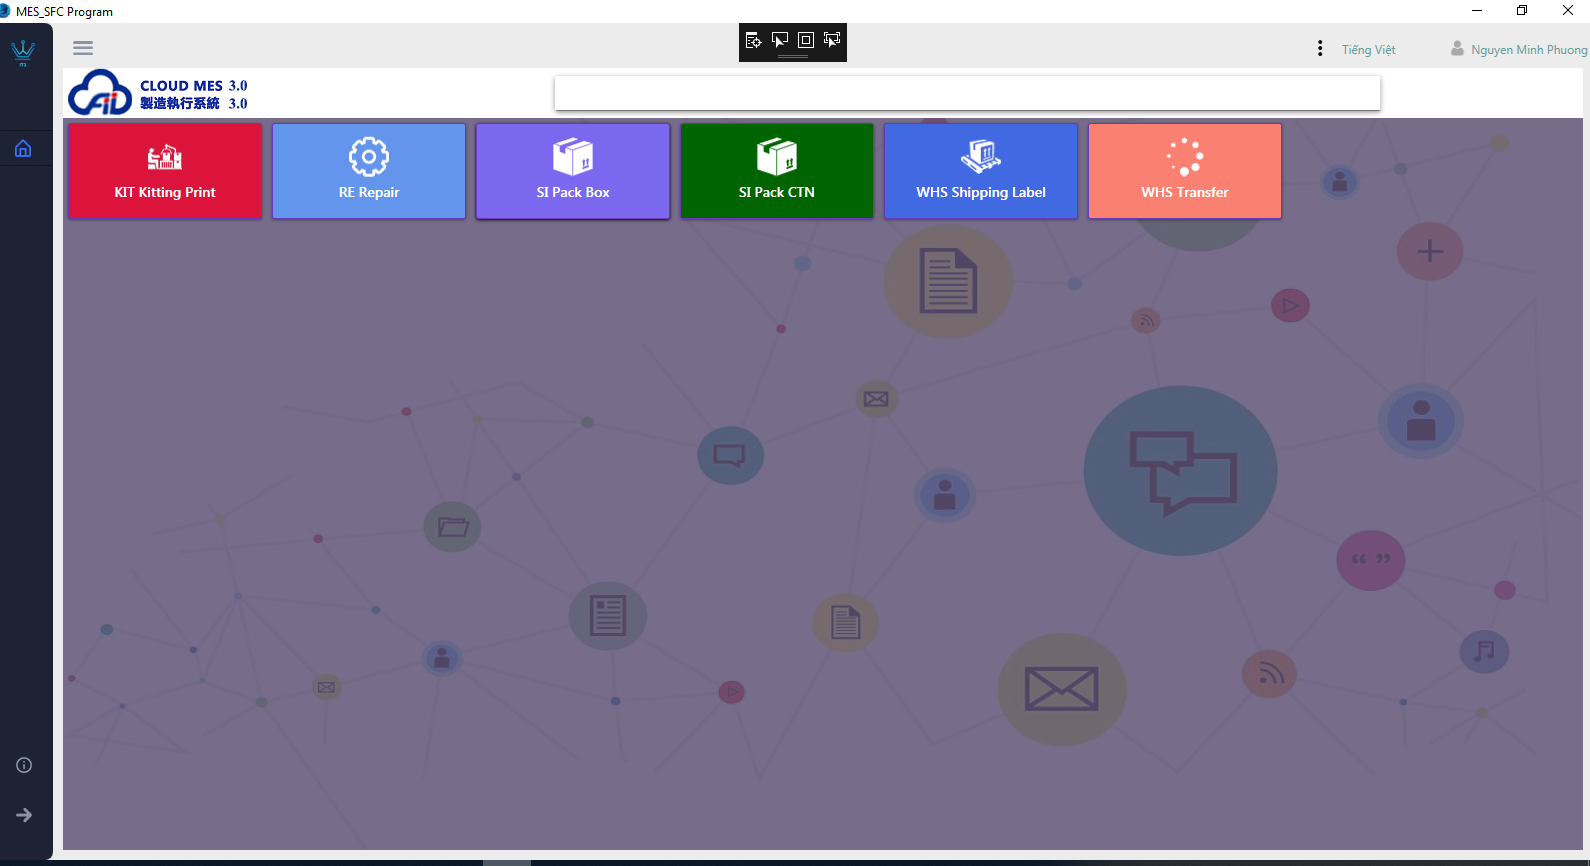 MES_SFC Program
Tiếng Việt
Nguyen Minh Phuong
CLOUD MES 3.0
製造執行系統 3.0
KIT Kitting Print
RE Repair
SI Pack Box
SI Pack CTN
WHS Shipping Label
WHS Transfer